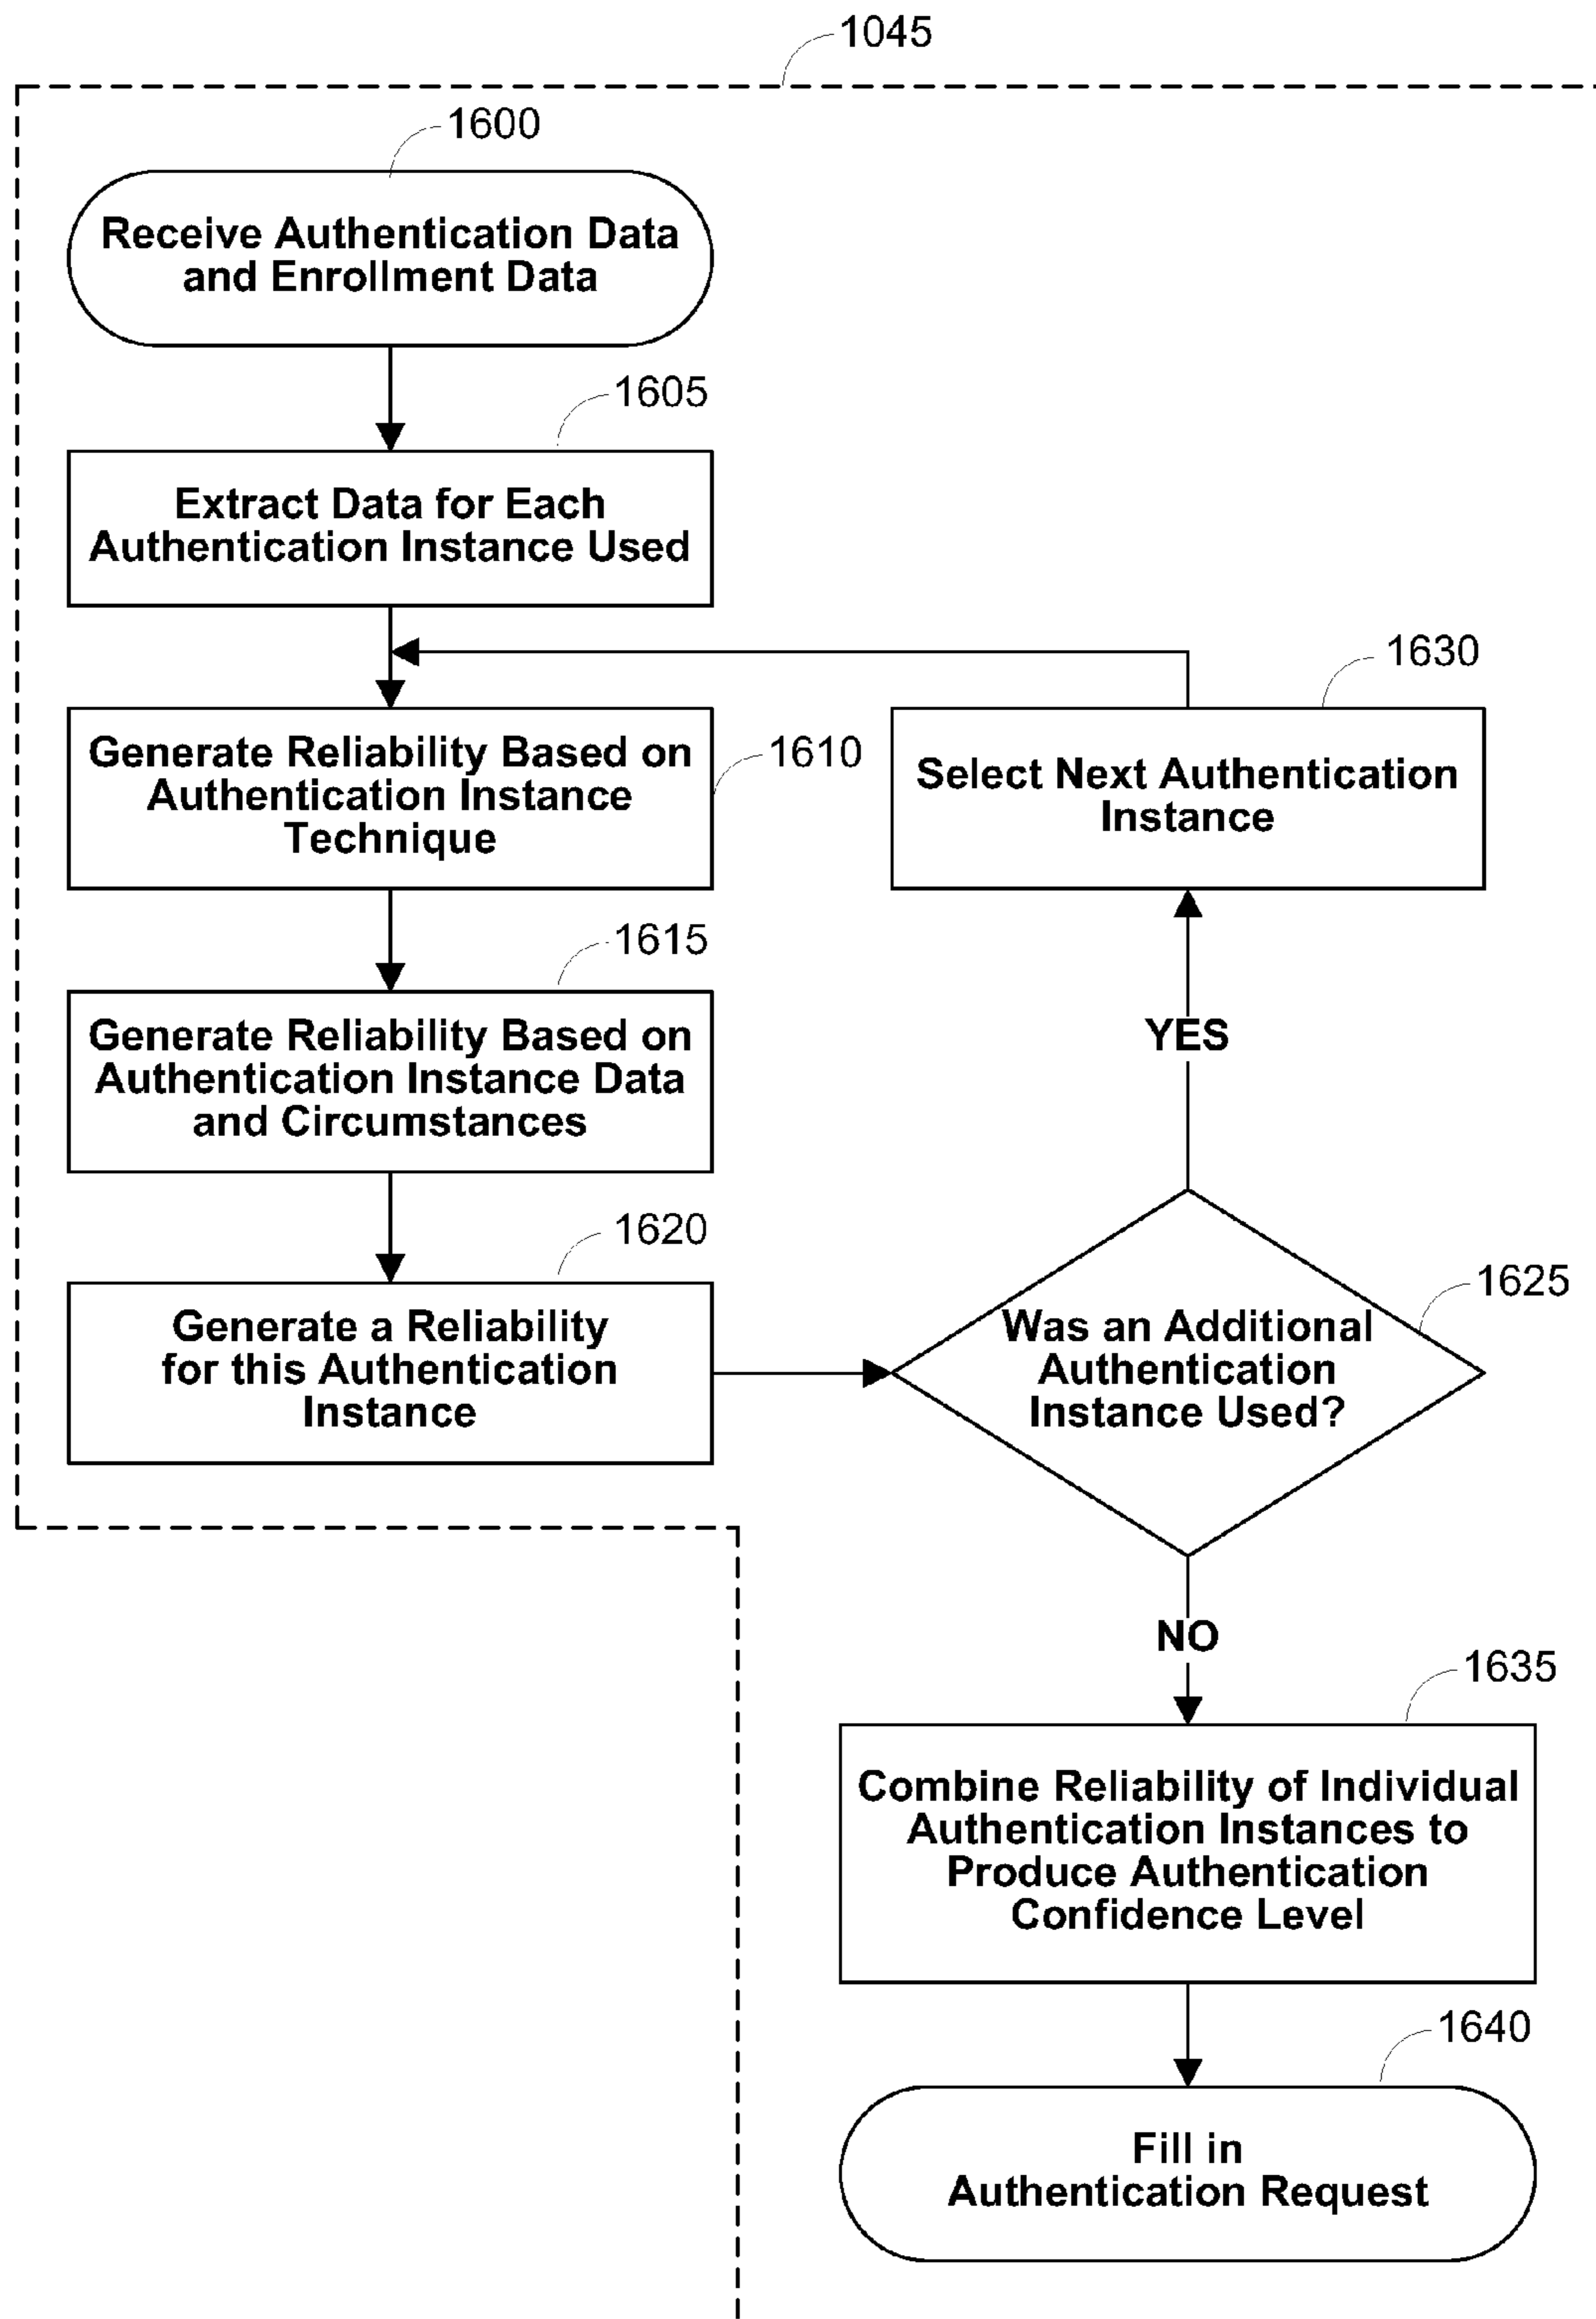 1045
1600
Receive Authentication Data
and Enrollment Data
1605
Extract Data for Each
Authentication Instance Used
1610
Generate Reliability Based on
Authentication Instance
Technique
1615
Generate Reliability Based on
Authentication Instance Data
and Circumstances
1620
Generate a Reliability
for this Authentication
Instance
1625
Was an Additional
Authentication
Instance Used?
YES
1630
Select Next Authentication
Instance
NO
1635
Combine Reliability of Individual
Authentication Instances to
Produce Authentication
Confidence Level
1640
Fill in
Authentication Request